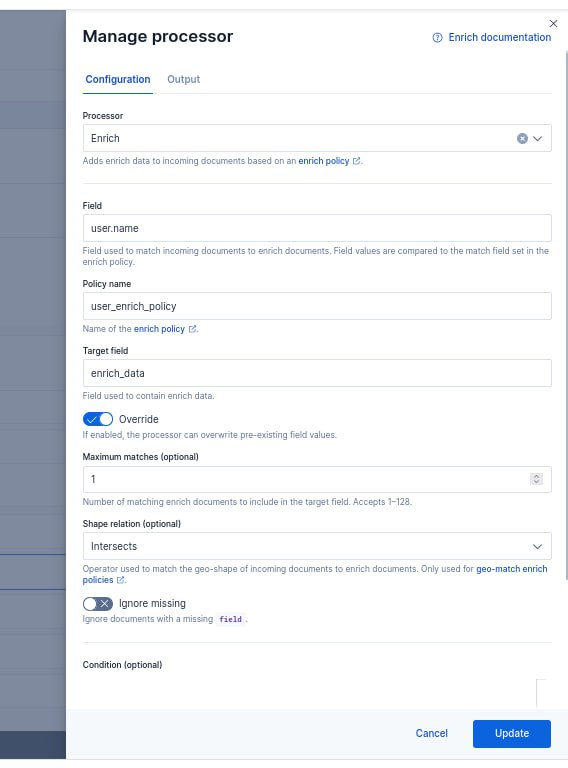 Manage processor
Enrich documentation
Configuration
Output
Processor
Enrich
Adds enrich data to incoming documents based on an enrich policy.
Field
user.name
Field used to match incoming documents to enrich documents. Field values are compared to the match field set in the
enrich policy.
Policy name
user_enrich_policy
Name of the enrich policy.
Target field
enrich_data
Field used to contain enrich data.
Override
If enabled, the processor can overwrite pre-existing field values.
Maximum matches (optional)
1
Number of matching enrich documents to include in the target field. Accepts 1–128.
Shape relation (optional)
Intersects
Operator used to match the geo-shape of incoming documents to enrich documents. Only used for geo-match enrich
policies.
Ignore missing
Ignore documents with a missing field.
Condition (optional)
Cancel
Update